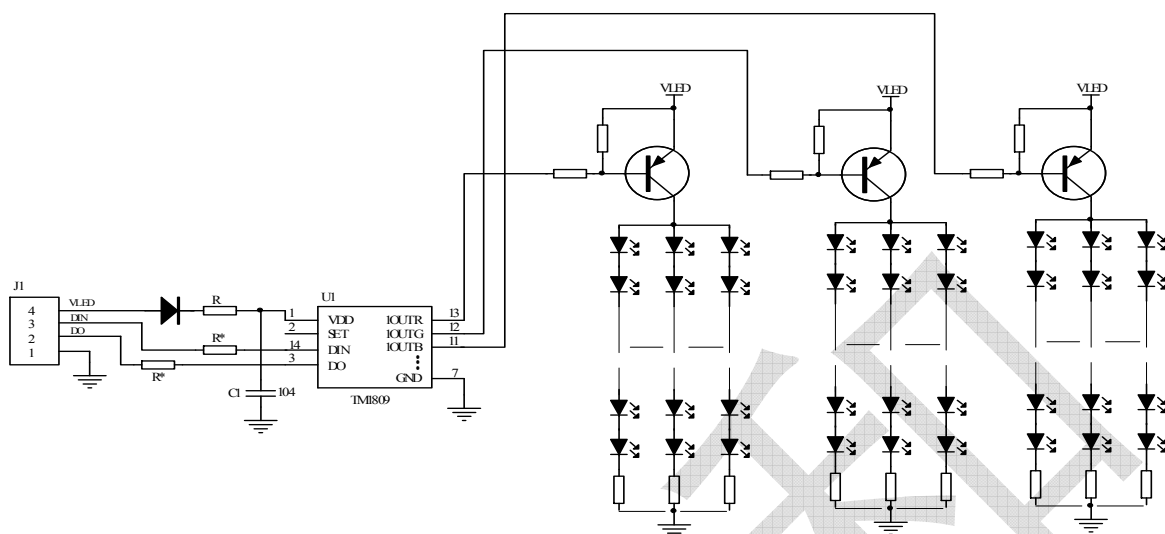 VLED
VLED
VLED
J1
4
3
2
1
VLED
DIN
DO
R
R*
R*
C1
104
U1
1
2
14
3
VDD
SET
DIN
DO
IOUTR
IOUTG
IOUTB
GND
13
12
11
7
TM1809